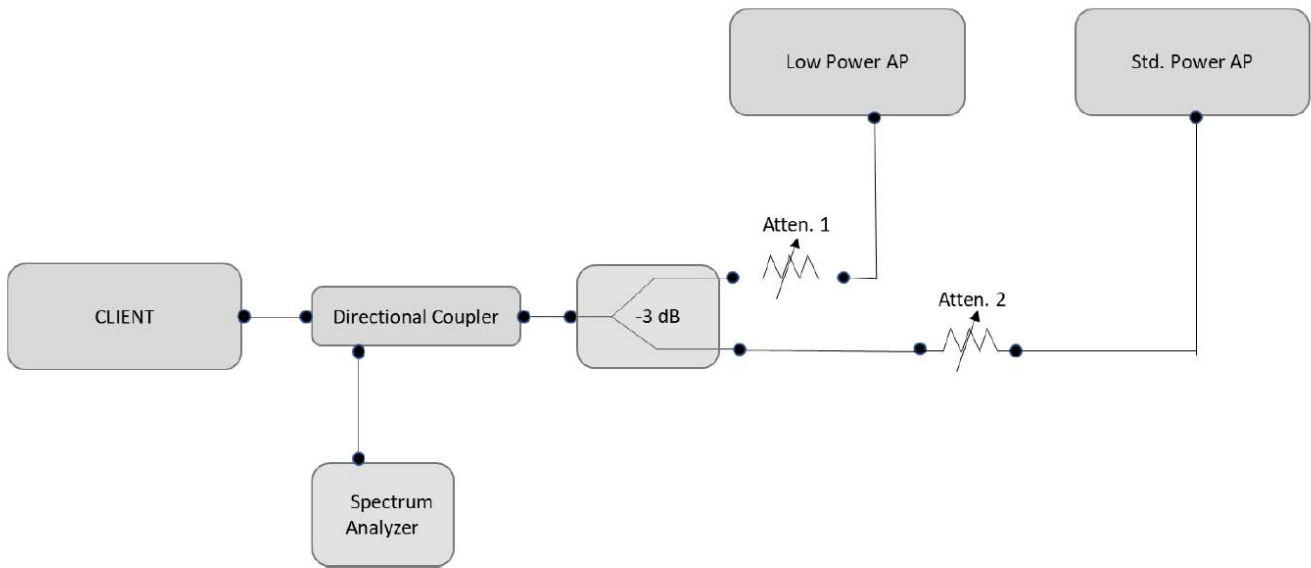 Low Power AP
Std. Power AP
Atten. 1
Atten. 2
CLIENT
Directional Coupler
-3 dB
Spectrum
Analyzer